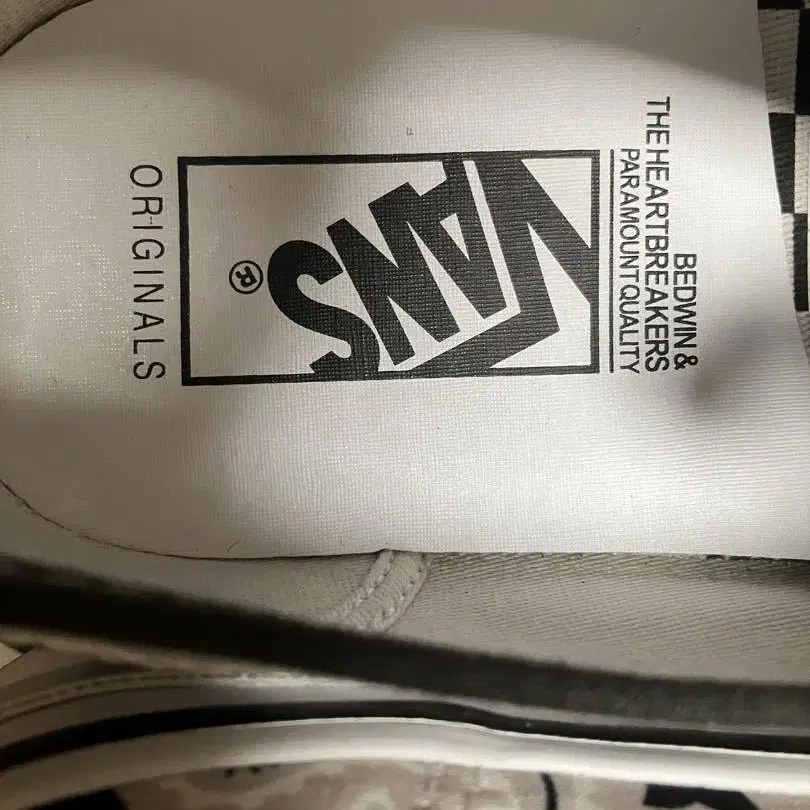 BEDWIN &
THE HEARTBREAKERS
PARAMOUNT QUALITY
VANS®
ORIGINALS